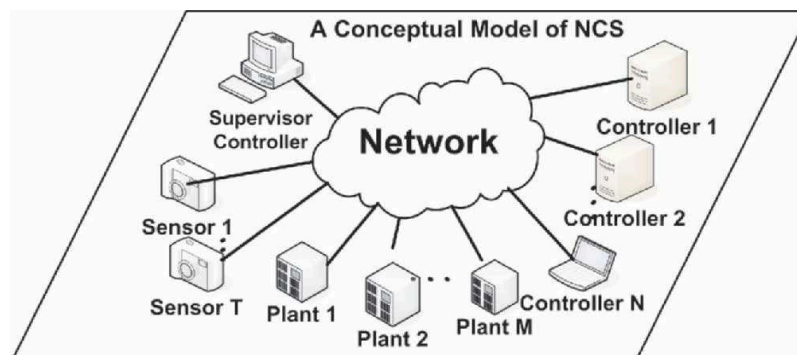 A Conceptual Model of NCS
Supervisor
Controller
Network
Controller 1
Sensor 1
Controller 2
Sensor T
Plant 1
Plant 2
Plant M
Controller N